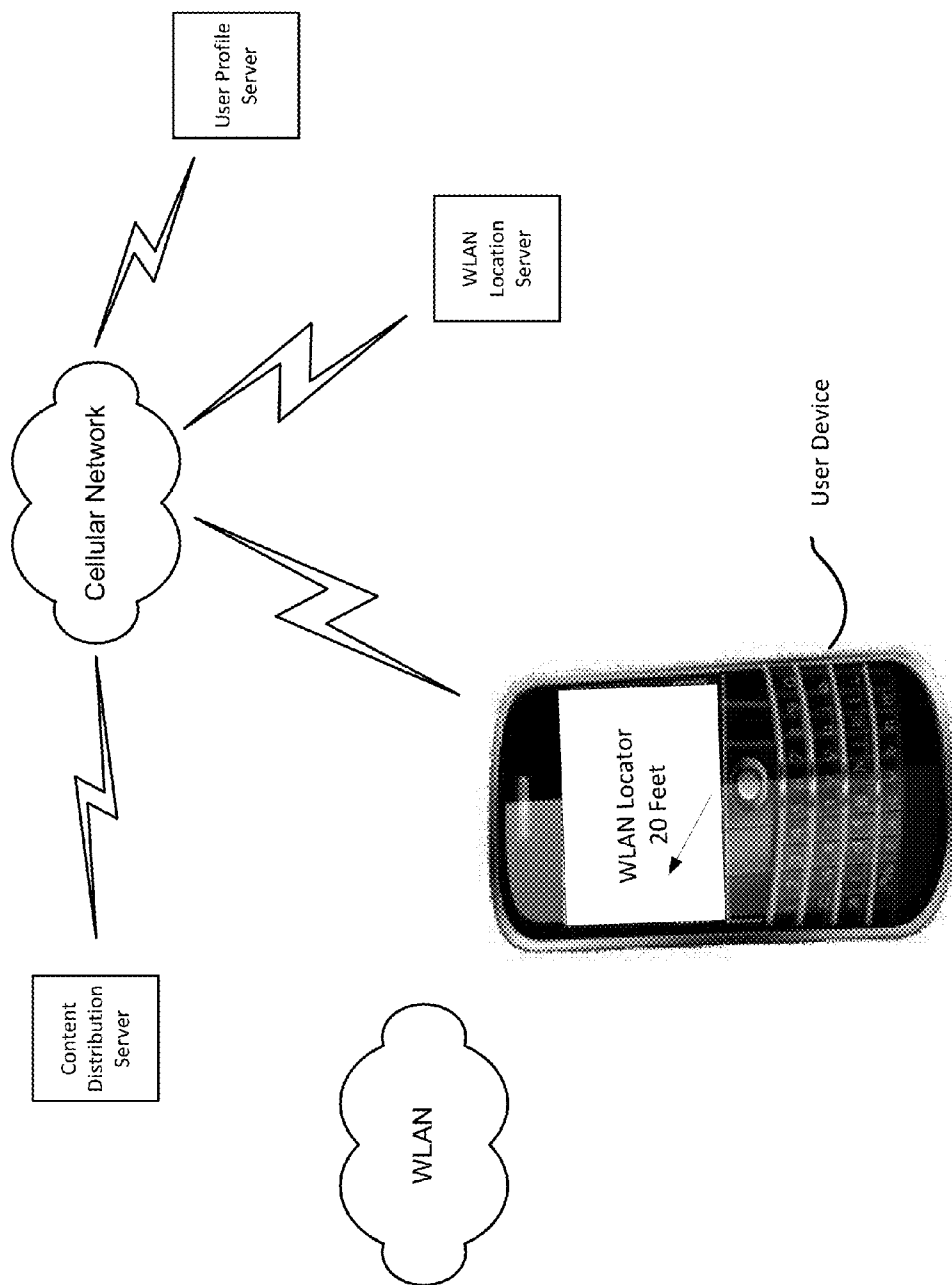 Content
Distribution
Server
Cellular Network
User Profile
Server
WLAN
Location
Server
WLAN
WLAN Locator
20 Feet
User Device